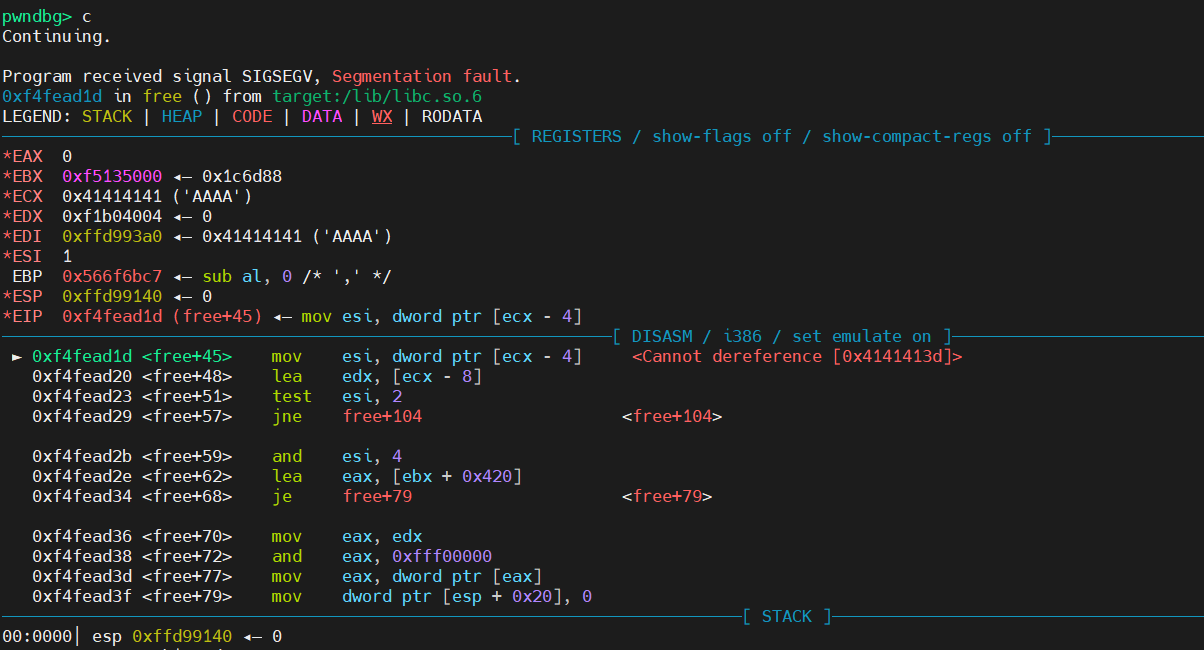 pwndbg> c
Continuing.
Program received signal SIGSEGV, Segmentation fault.
0xf4fead1d in free () from target:/lib/libc.so.6
LEGEND: STACK | HEAP | CODE | DATA | WX | RODATA
[ REGISTERS / show-flags off / show-compact-regs off ]
*EAX  0
*EBX  0xf5135000 ◂— 0x1c6d88
*ECX  0x41414141 ('AAAA')
*EDX  0xf1b04004 ◂— 0
*EDI  0xffd993a0 ◂— 0x41414141 ('AAAA')
*ESI  1
EBP  0x566f6bc7 ◂— sub al, 0 /* ',' */
*ESP  0xffd99140 ◂— 0
*EIP  0xf4fead1d (free+45) ◂— mov esi, dword ptr [ecx - 4]
[ DISASM / i386 / set emulate on ]
► 0xf4fead1d <free+45>    mov    esi, dword ptr [ecx - 4]     <Cannot dereference [0x4141413d]>
0xf4fead20 <free+48>    lea    edx, [ecx - 8]
0xf4fead23 <free+51>    test   esi, 2
0xf4fead29 <free+57>    jne    free+104                    <free+104>
0xf4fead2b <free+59>    and    esi, 4
0xf4fead2e <free+62>    lea    eax, [ebx + 0x420]
0xf4fead34 <free+68>    je     free+79                     <free+79>
0xf4fead36 <free+70>    mov    eax, edx
0xf4fead38 <free+72>    and    eax, 0xfff00000
0xf4fead3d <free+77>    mov    eax, dword ptr [eax]
0xf4fead3f <free+79>    mov    dword ptr [esp + 0x20], 0
[ STACK ]
00:0000│ esp 0xffd99140 ◂— 0